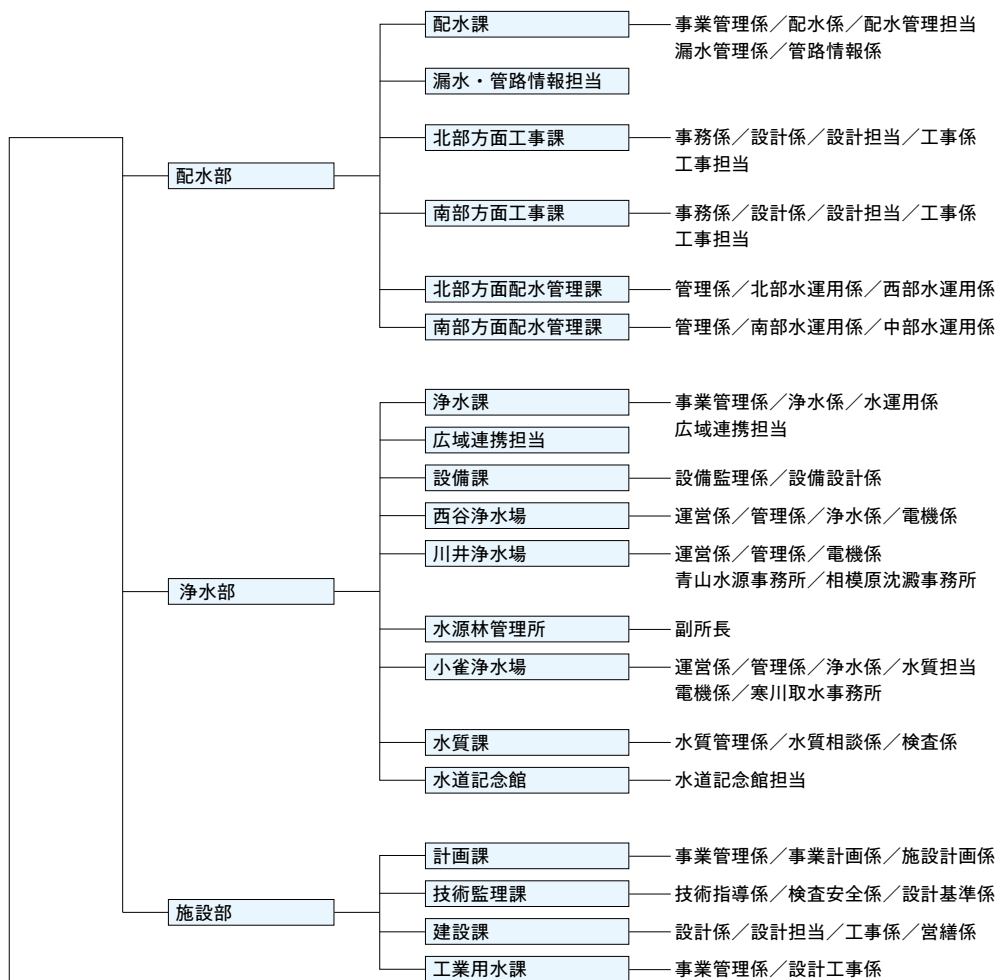 配水部
配水課
事業管理係／配水係／配水管理担当
漏水管理係／管路情報係
漏水・管路情報担当
北部方面工事課
事務係／設計係／設計担当／工事係
工事担当
南部方面工事課
事務係／設計係／設計担当／工事係
工事担当
北部方面配水管理課
管理係／北部水運用係／西部水運用係
南部方面配水管理課
管理係／南部水運用係／中部水運用係
浄水部
浄水課
事業管理係／浄水係／水運用係
広域連携担当
広域連携担当
設備課
設備監理係／設備設計係
西谷浄水場
運営係／管理係／浄水係／電機係
川井浄水場
運営係／管理係／電機係
青山水源事務所／相模原沈澱事務所
水源林管理所
副所長
小雀浄水場
運営係／管理係／浄水係／水質担当
電機係／寒川取水事務所
水質課
水質管理係／水質相談係／検査係
水道記念館
水道記念館担当
施設部
計画課
事業管理係／事業計画係／施設計画係
技術監理課
技術指導係／検査安全係／設計基準係
建設課
設計係／設計担当／工事係／営繕係
工業用水課
事業管理係／設計工事係